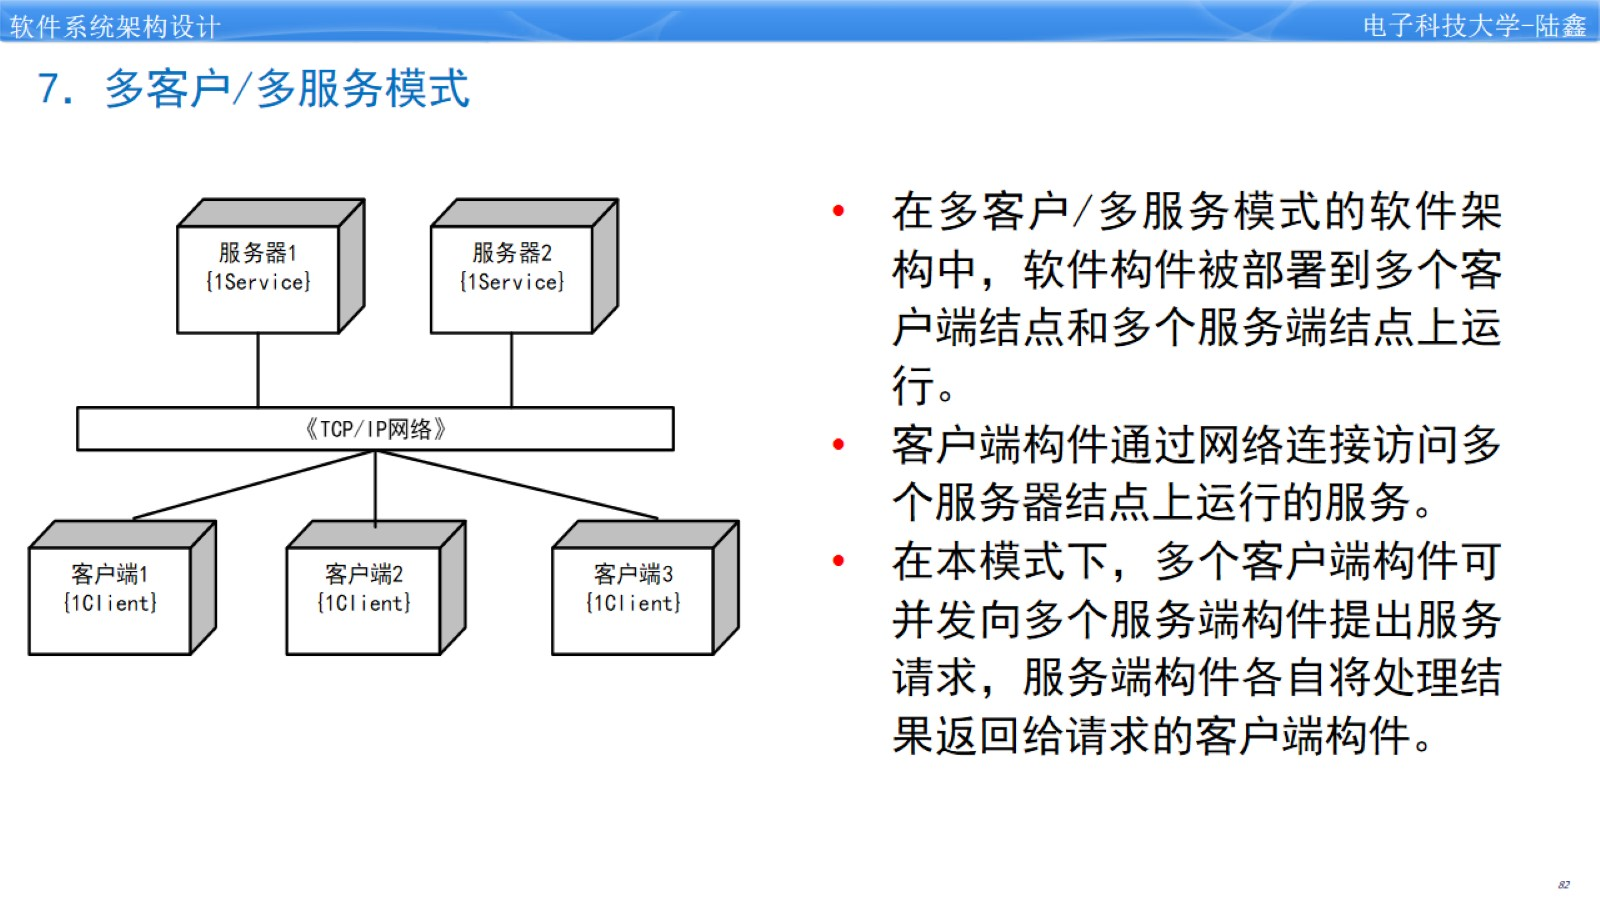 软件系统架构设计
电子科技大学-陆鑫
7. 多客户/多服务模式
服务器1
{1Service}
服务器2
{1Service}
《TCP/IP网络》
客户端1
{1Client}
客户端2
{1Client}
客户端3
{1Client}
• 在多客户/多服务模式的软件架
构中，软件构件被部署到多个客
户端结点和多个服务端结点上运
行。
• 客户端构件通过网络连接访问多
个服务器结点上运行的服务。
• 在本模式下，多个客户端构件可
并发向多个服务端构件提出服务
请求，服务端构件各自将处理结
果返回给请求的客户端构件。
82